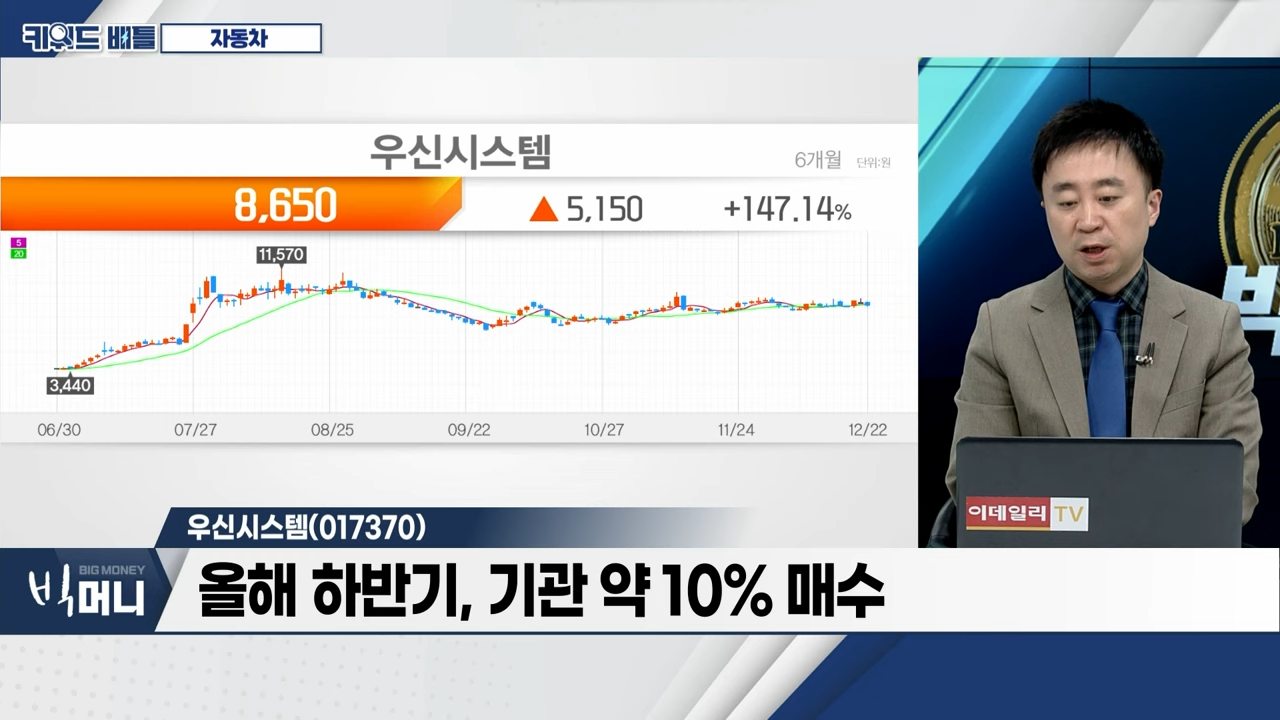 키워드 배틀
자동차
우신시스템
6개월 단위:원
8,650
▲ 5,150
+147.14%
5
20
11,570
3,440
06/30 07/27 08/25 09/22 10/27 11/24 12/22
이데일리 TV
우신시스템(017370)
BIG MONEY
빅머니
올해 하반기, 기관 약 10% 매수